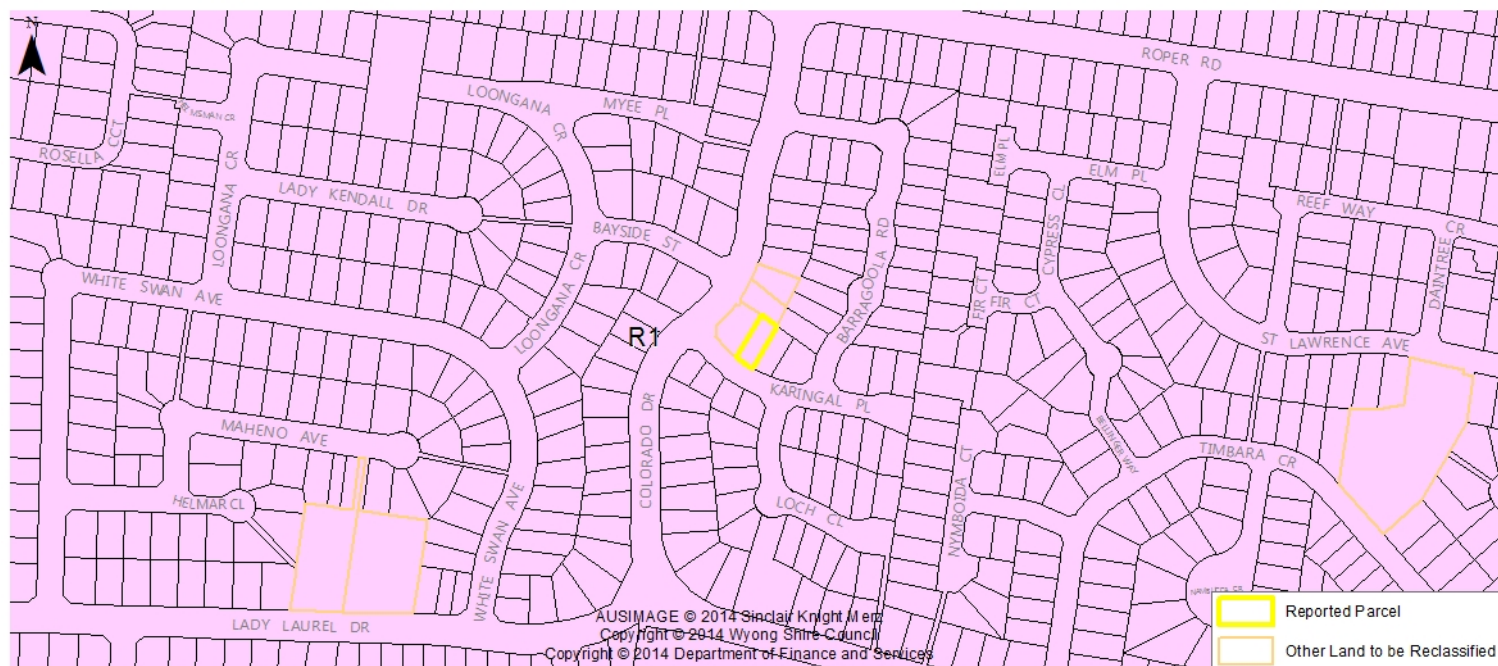 N
ROPER RD
LOONGANA CR
MYEE PL
ROSELLA CCT
LOONGANA CR
LADY KENDALL DR
ELM PL
ELM PL
CYPRESS CL
REEF WAY
CR
DAINTREE
BAYSIDE ST
BARRAGOOLA RD
WHITE SWAN AVE
LOONGANA CR
FIR CT
FIR CT
R1
ST LAWRENCE AVE
KARINGAL PL
COLORADO DR
MAHENO AVE
BELLINGER WAY
TIMBARA CR
HELMAR CL
LOCH CL
NYMBOIDA CT
WHITE SWAN AVE
LADY LAUREL DR
AUSIMAGE © 2014 Sinclair Knight Merz
Copyright © 2014 Wyong Shire Council
Copyright © 2014 Department of Finance and Services
Reported Parcel
Other Land to be Reclassified